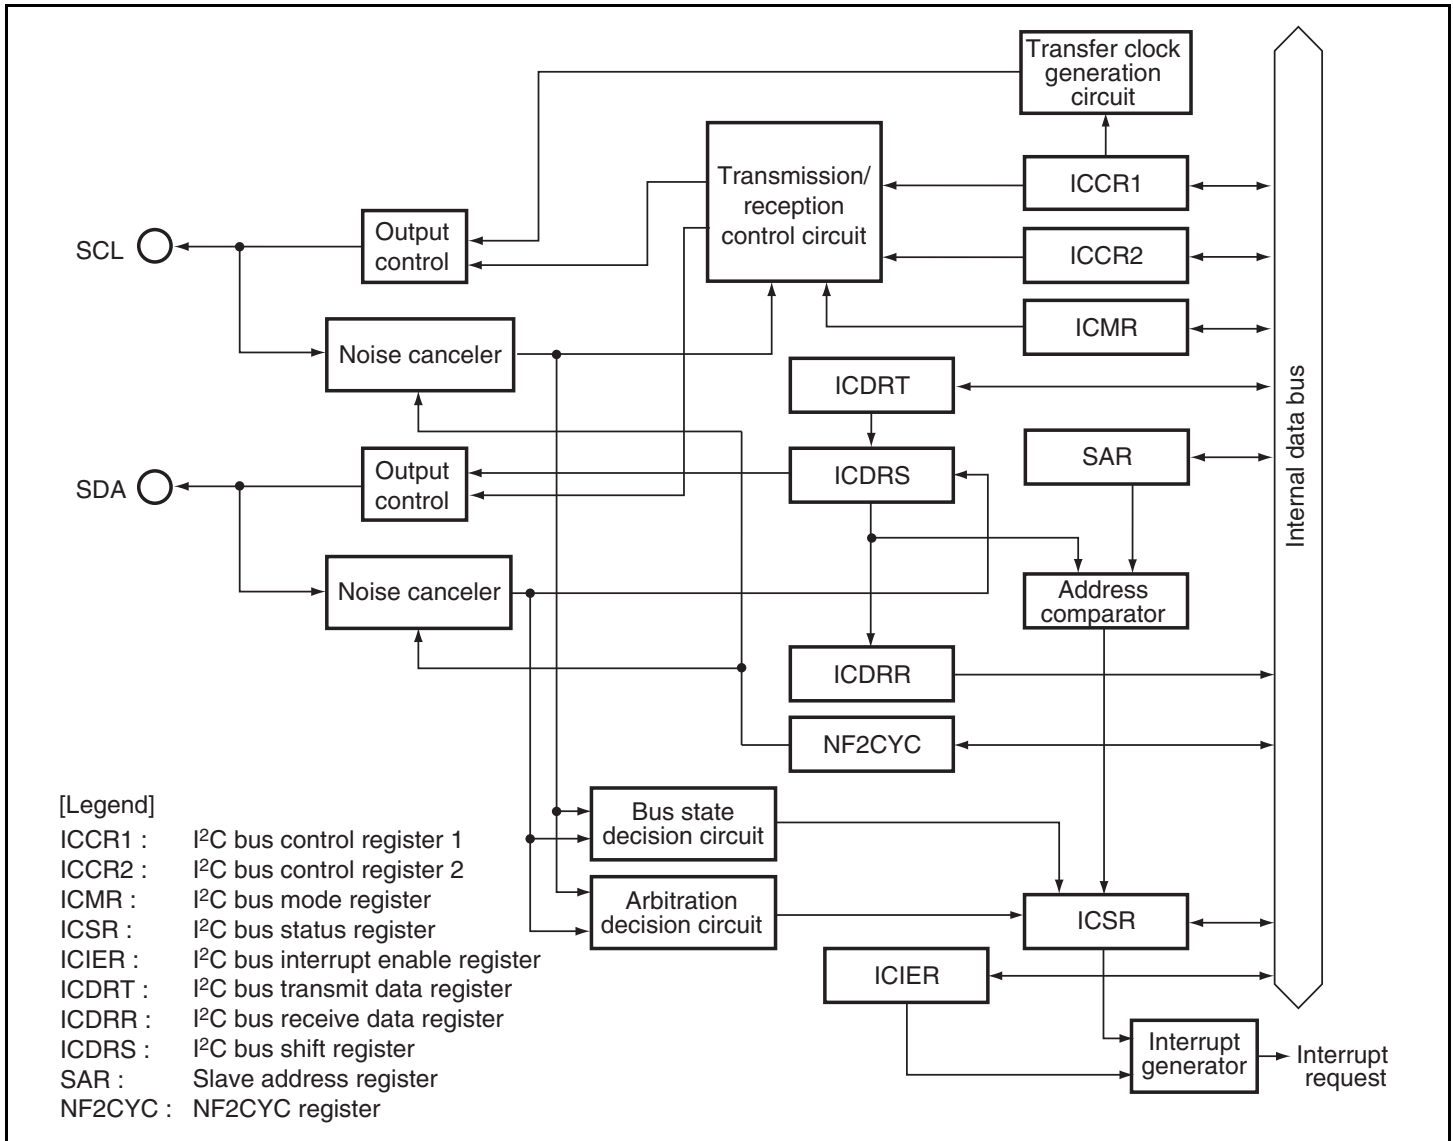 Transfer clock
generation
circuit
Transmission/
reception
control circuit
ICCR1
SCL
Output
control
ICCR2
ICMR
Noise canceler
ICDRT
Internal data bus
SAR
SDA
Output
control
ICDRS
Noise canceler
Address
comparator
ICDRR
NF2CYC
Bus state
decision circuit
Arbitration
decision circuit
ICSR
ICIER
Interrupt
generator
Interrupt
request
[Legend]
ICCR1 : I²C bus control register 1
ICCR2 : I²C bus control register 2
ICMR : I²C bus mode register
ICSR : I²C bus status register
ICIER : I²C bus interrupt enable register
ICDRT : I²C bus transmit data register
ICDRR : I²C bus receive data register
ICDRS : I²C bus shift register
SAR : Slave address register
NF2CYC : NF2CYC register